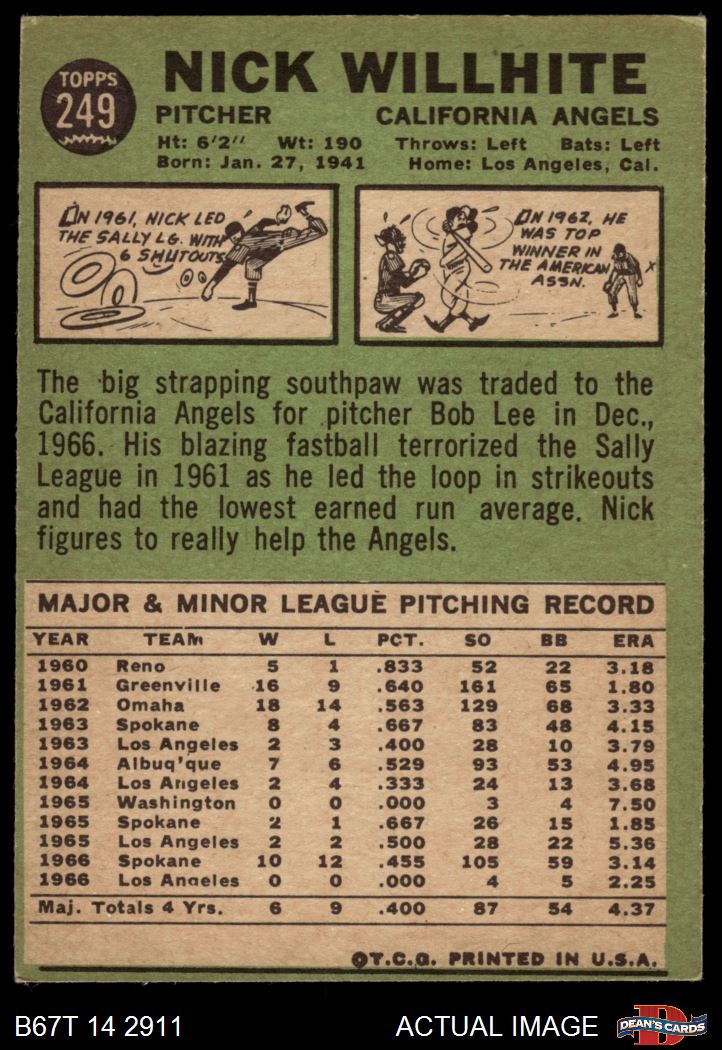 TOPPS
249
NICK WILLHITE
PITCHER CALIFORNIA ANGELS
Ht: 6'2" Wt: 190 Throws: Left Bats: Left
Born: Jan. 27, 1941 Home: Los Angeles, Cal.
IN 1961, NICK LED
THE SALLY LG. WITH
6 SHUTOUTS
IN 1962, HE
WAS TOP
WINNER IN
THE AMERICAN
ASSN.
The big strapping southpaw was traded to the
California Angels for pitcher Bob Lee in Dec.,
1966. His blazing fastball terrorized the Sally
League in 1961 as he led the loop in strikeouts
and had the lowest earned run average. Nick
figures to really help the Angels.
MAJOR & MINOR LEAGUE PITCHING RECORD
YEAR TEAM W L PCT. SO BB ERA
1960 Reno 5 1 .833 52 22 3.18
1961 Greenville 16 9 .640 161 65 1.80
1962 Omaha 18 14 .563 129 68 3.33
1963 Spokane 8 4 .667 83 48 4.15
1963 Los Angeles 2 3 .400 28 10 3.79
1964 Albuq'que 7 6 .529 93 53 4.95
1964 Los Angeles 2 4 .333 24 13 3.68
1965 Washington 0 0 .000 3 4 7.50
1965 Spokane 2 1 .667 26 15 1.85
1965 Los Angeles 2 2 .500 28 22 5.36
1966 Spokane 10 12 .455 105 59 3.14
1966 Los Angeles 0 0 .000 4 5 2.25
Maj. Totals 4 Yrs. 6 9 .400 87 54 4.37
©T.C.G. PRINTED IN U.S.A.
B67T 14 2911 ACTUAL IMAGE
D
DEAN'S CARDS